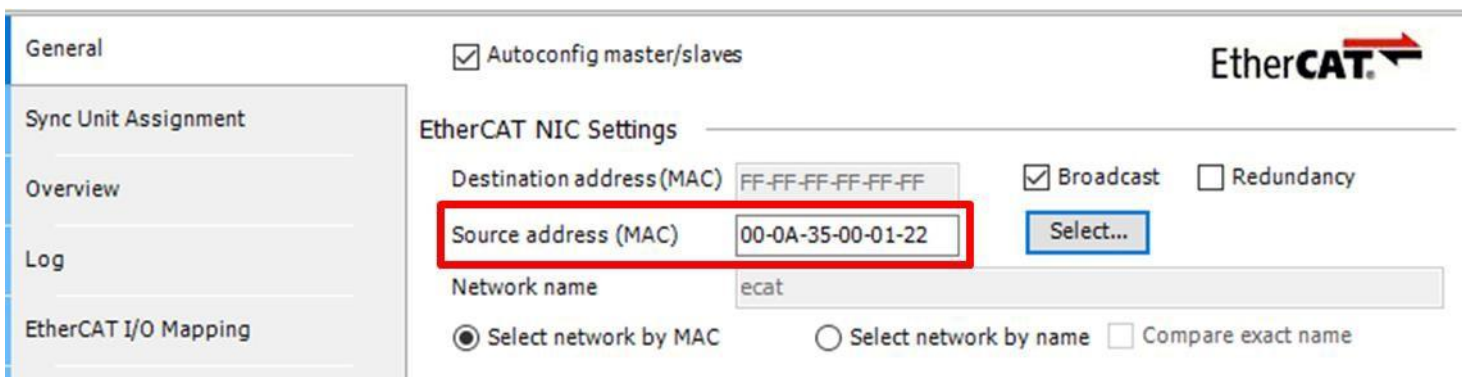 General
Autoconfig master/slaves
EtherCAT®
Sync Unit Assignment
EtherCAT NIC Settings
Destination address (MAC) FF-FF-FF-FF-FF-FF Broadcast Redundancy
Overview
Source address (MAC) 00-0A-35-00-01-22 Select...
Log
Network name ecat
EtherCAT I/O Mapping
Select network by MAC Select network by name Compare exact name